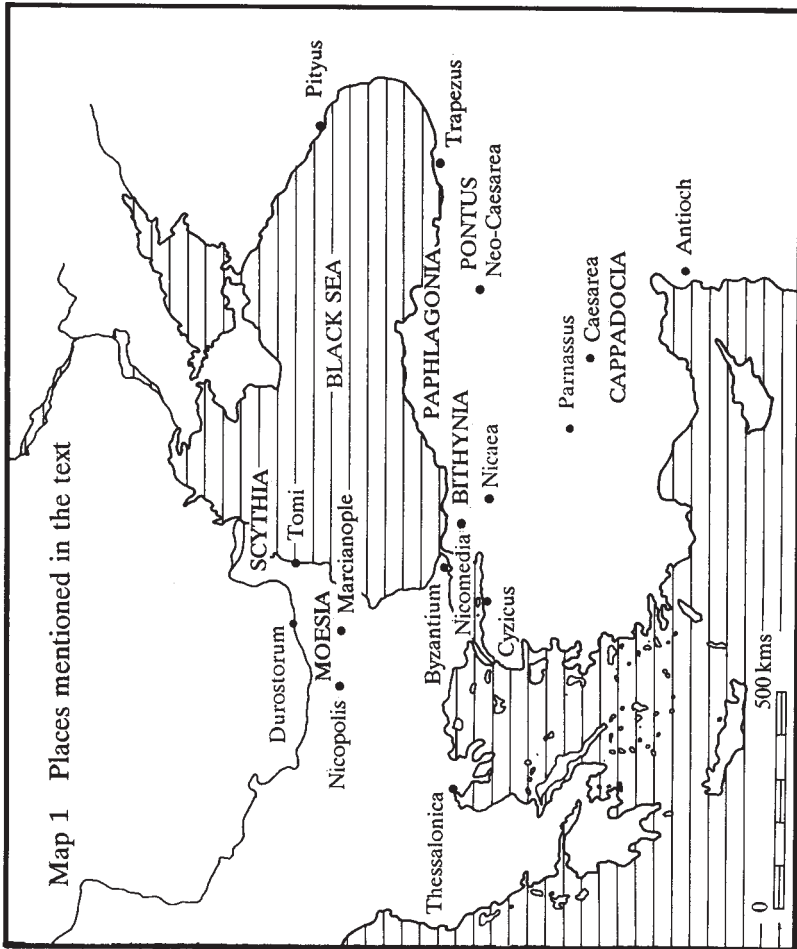 Map 1 Places mentioned in the text
Pityus
SCYTHIA
Tomi
BLACK SEA
Durostorum
MOESIA
Marcianople
Nicopolis
Trapezus
PONTUS
Neo-Caesarea
PAPHLAGONIA
BITHYNIA
Nicaea
Byzantium
Nicomedia
Cyzicus
Thessalonica
Parnassus
Caesarea
CAPPADOCIA
Antioch
0
500 kms